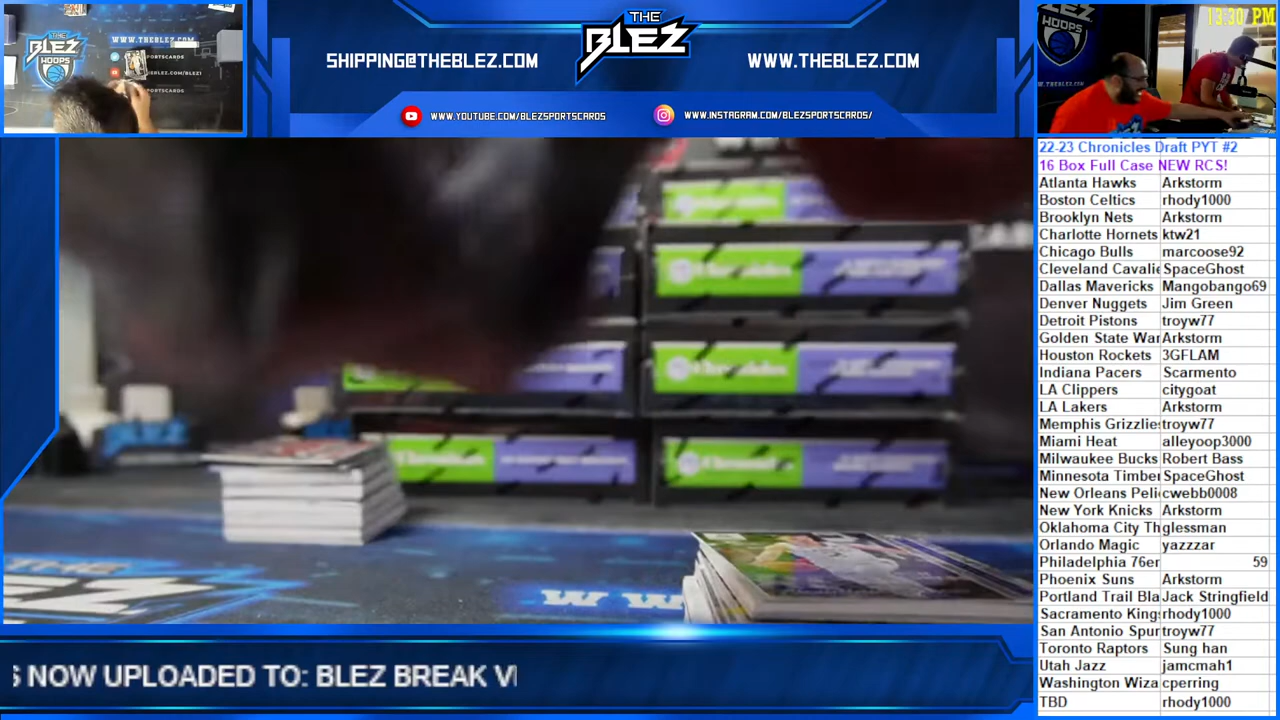 THE
BLEZ
SHIPPING@THEBLEZ.COM
WWW.THEBLEZ.COM
WWW.YOUTUBE.COM/BLEZSPORTSCARDS
WWW.INSTAGRAM.COM/BLEZSPORTSCARDS/
13:30 PM
22-23 Chronicles Draft PYT #2
16 Box Full Case NEW RCS!
Atlanta Hawks Arkstorm
Boston Celtics rhody1000
Brooklyn Nets Arkstorm
Charlotte Hornets ktw21
Chicago Bulls marcoose92
Cleveland Cavalie SpaceGhost
Dallas Mavericks Mangobango69
Denver Nuggets Jim Green
Detroit Pistons troyw77
Golden State War Arkstorm
Houston Rockets 3GFLAM
Indiana Pacers Scarmento
LA Clippers citygoat
LA Lakers Arkstorm
Memphis Grizzlies troyw77
Miami Heat alleyoop3000
Milwaukee Bucks Robert Bass
Minnesota Timber SpaceGhost
New Orleans Peli cwebb0008
New York Knicks Arkstorm
Oklahoma City Th glessman
Orlando Magic yazzzar
Philadelphia 76er 59
Phoenix Suns Arkstorm
Portland Trail Bla Jack Stringfield
Sacramento King rhody1000
San Antonio Spur troyw77
Toronto Raptors Sung han
Utah Jazz jamcmah1
Washington Wiza cperring
TBD rhody1000
Chronicles
Chronicles
Chronicles
NOW UPLOADED TO: BLEZ BREAK